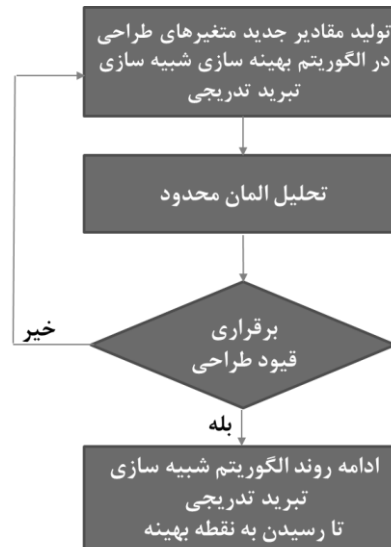 تولید مقادیر جدید متغیرهای طراحی
در الگوریتم بهینه سازی شبیه سازی
تبرید تدریجی
تحلیل المان محدود
برقراری
قیود طراحی
خیر
بله
ادامه روند الگوریتم شبیه سازی
تبرید تدریجی
تا رسیدن به نقطه بهینه